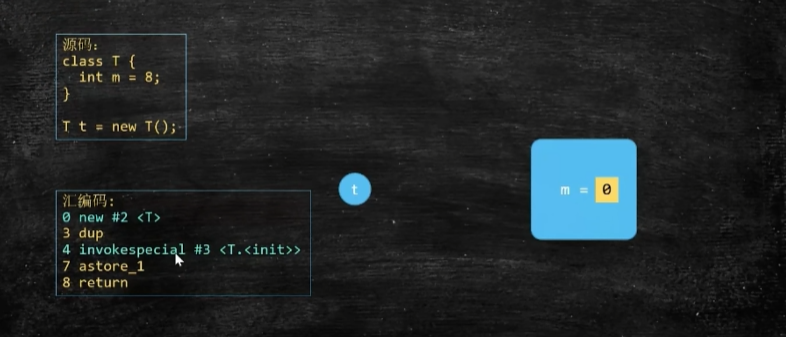 源码:
class T {
int m = 8;
}
T t = new T();
汇编码:
0 new #2 <T>
3 dup
4 invokespecial #3 <T.<init>>
7 astore_1
8 return
t
m = 0